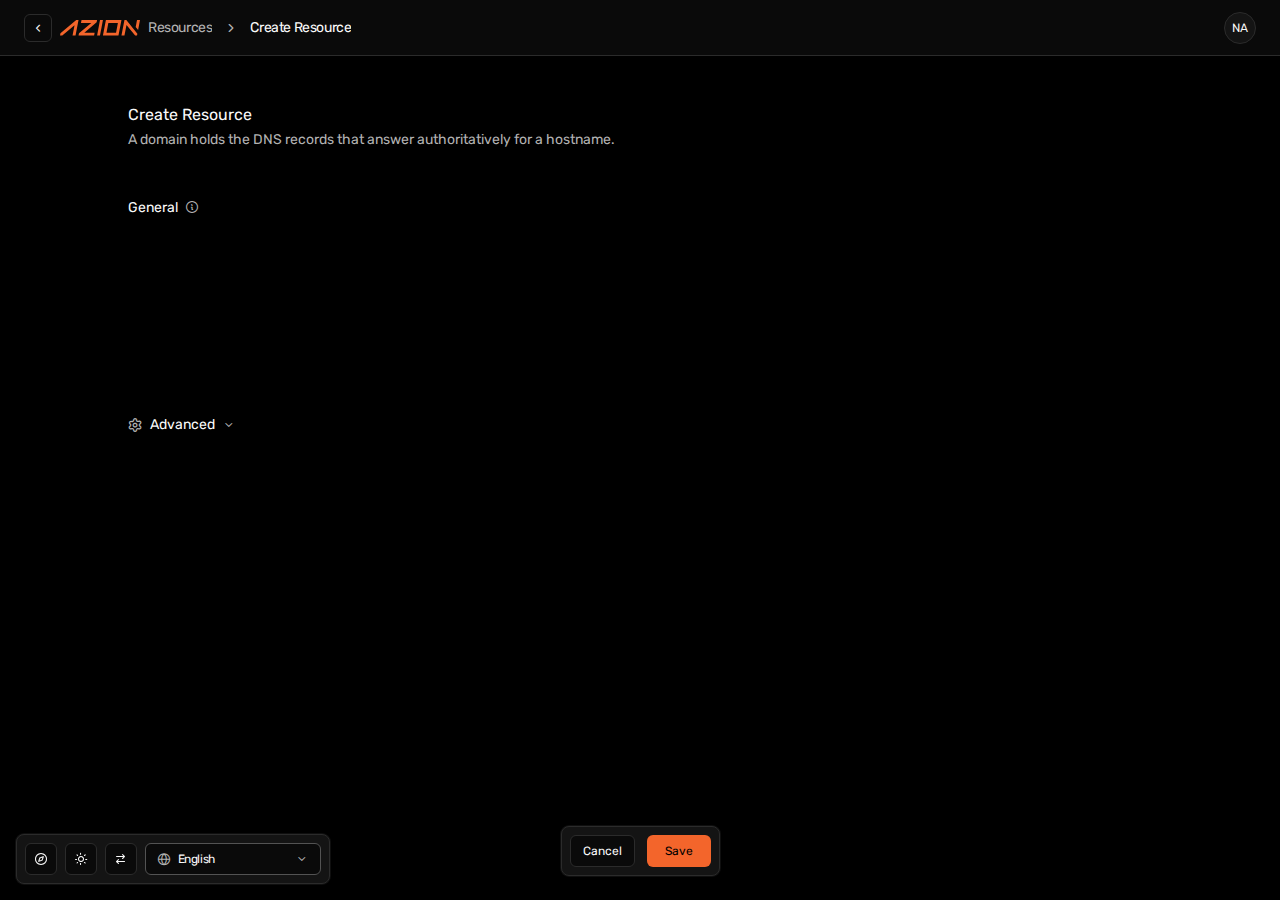 AZION Resources Create Resource NA
Create Resource
A domain holds the DNS records that answer authoritatively for a hostname.
General
Advanced
English
Cancel Save